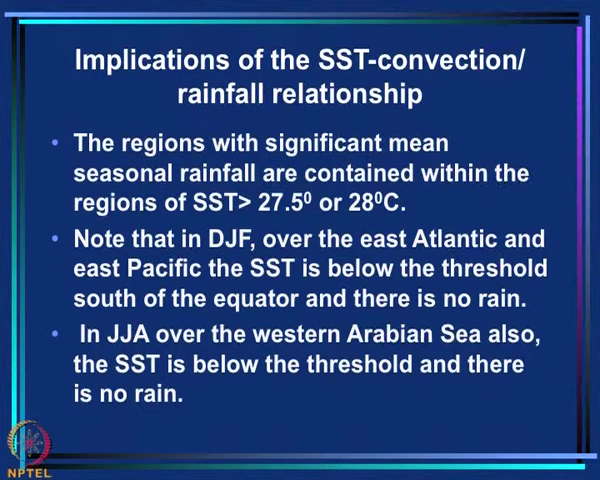 Implications of the SST-convection/
rainfall relationship
• The regions with significant mean
seasonal rainfall are contained within the
regions of SST> 27.5⁰ or 28⁰C.
• Note that in DJF, over the east Atlantic and
east Pacific the SST is below the threshold
south of the equator and there is no rain.
• In JJA over the western Arabian Sea also,
the SST is below the threshold and there
is no rain.
NPTEL